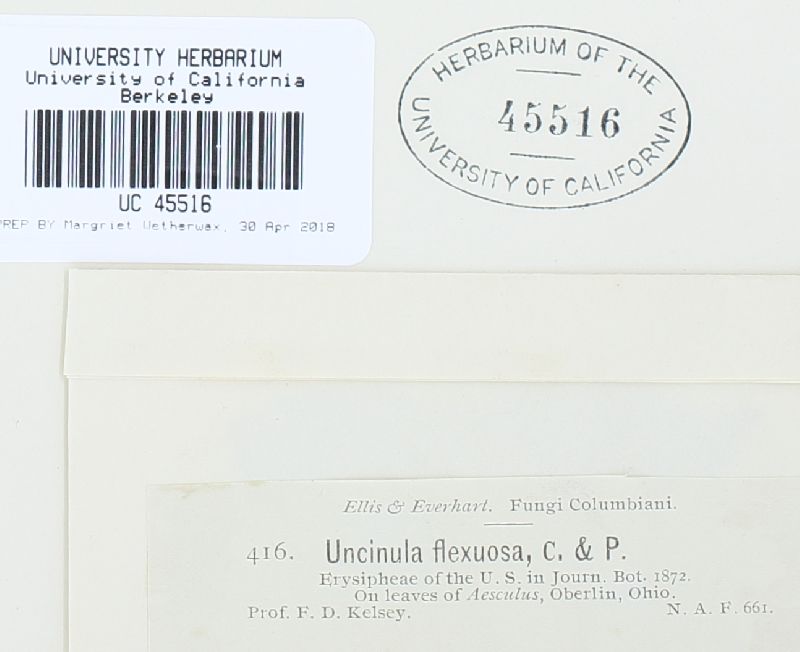 UNIVERSITY HERBARIUM
University of California
Berkeley
UC 45516
PREP BY Margriet Wetherwax, 30 Apr 2018
HERBARIUM OF THE
45516
UNIVERSITY OF CALIFORNIA
Ellis & Everhart. Fungi Columbiani.
416. Uncinula flexuosa, C. & P.
Erysipheae of the U. S. in Journ. Bot. 1872.
On leaves of Aesculus, Oberlin, Ohio.
Prof. F. D. Kelsey. N. A. F. 661.